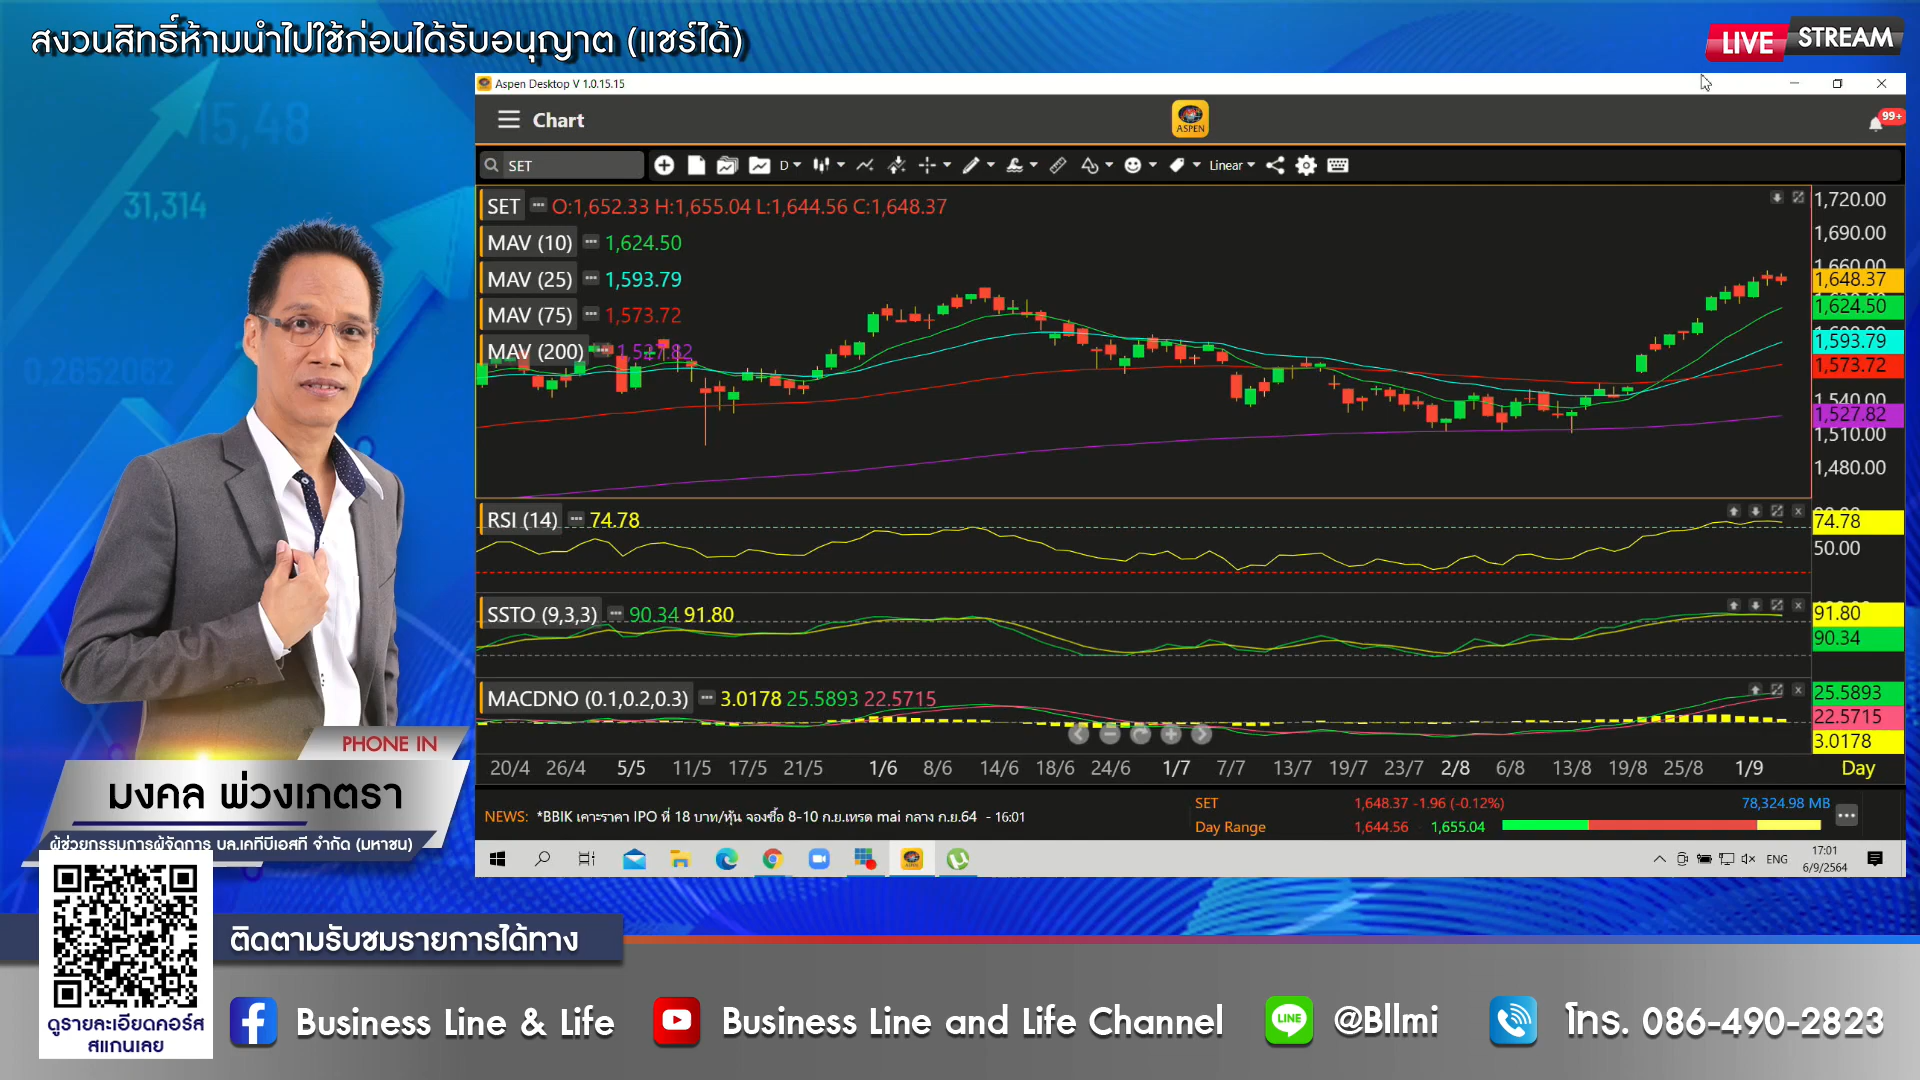 สงวนสิทธิ์ห้ามนำไปใช้ก่อนได้รับอนุญาต (แชร์ได้)
LIVE STREAM
15,48
31,314
0,2652062
Aspen Desktop V 1.0.15.15
Chart
ASPEN
99+
SET
D
Linear
SET O:1,652.33 H:1,655.04 L:1,644.56 C:1,648.37
MAV (10) 1,624.50
MAV (25) 1,593.79
MAV (75) 1,573.72
MAV (200) 1,527.82
1,720.00
1,690.00
1,660.00
1,648.37
1,624.50
1,593.79
1,573.72
1,540.00
1,527.82
1,510.00
1,480.00
RSI (14) 74.78
74.78
50.00
SSTO (9,3,3) 90.34 91.80
91.80
90.34
MACDNO (0.1,0.2,0.3) 3.0178 25.5893 22.5715
25.5893
22.5715
3.0178
20/4 26/4 5/5 11/5 17/5 21/5 1/6 8/6 14/6 18/6 24/6 1/7 7/7 13/7 19/7 23/7 2/8 6/8 13/8 19/8 25/8 1/9 Day
NEWS: *BBIK เคาะราคา IPO ที่ 18 บาท/หุ้น จองซื้อ 8-10 ก.ย.เทรด mai กลาง ก.ย.64 - 16:01
SET 1,648.37 -1.96 (-0.12%) 78,324.98 MB
Day Range 1,644.56 - 1,655.04
ENG
17:01
6/9/2564
PHONE IN
มงคล พ่วงเภตรา
ผู้ช่วยกรรมการผู้จัดการ บล.เคทีบีเอสที จำกัด (มหาชน)
ดูรายละเอียดคอร์ส
สแกนเลย
ติดตามรับชมรายการได้ทาง
Business Line & Life
Business Line and Life Channel
LINE
@Bllmi
โทร. 086-490-2823